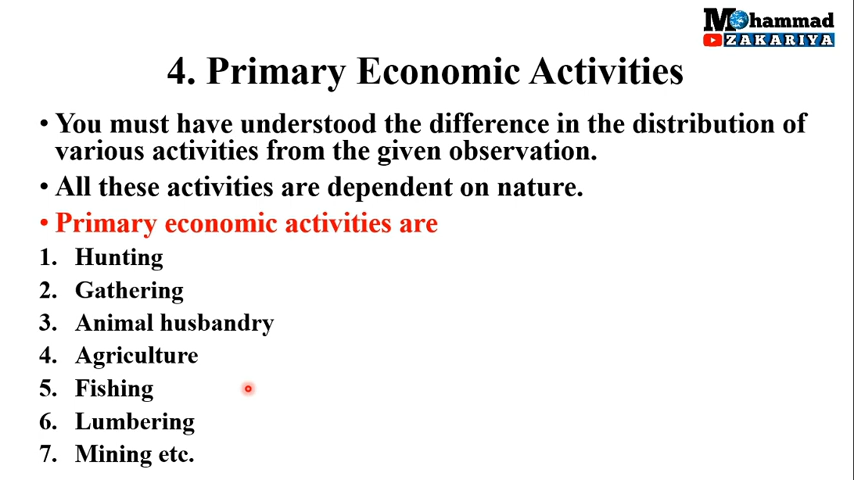 Mohammad
ZAKARIYA
4. Primary Economic Activities
• You must have understood the difference in the distribution of
various activities from the given observation.
• All these activities are dependent on nature.
• Primary economic activities are
1. Hunting
2. Gathering
3. Animal husbandry
4. Agriculture
5. Fishing
6. Lumbering
7. Mining etc.